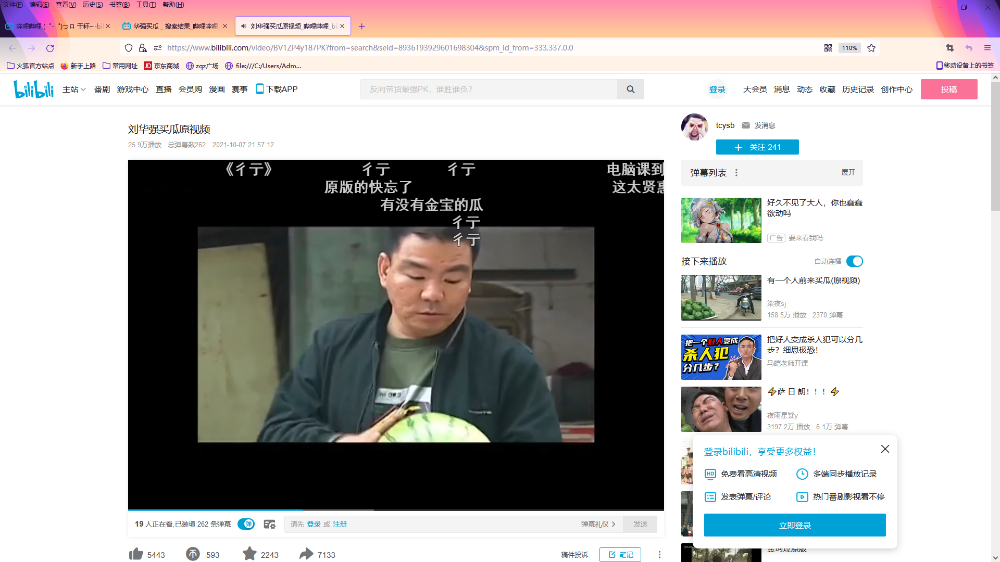 文件(F) 编辑(E) 查看(V) 历史(S) 书签(B) 工具(T) 帮助(H)
哔哩哔哩 (゜-゜)つロ 干杯~-bil
华强买瓜 _ 搜索结果_哔哩哔哩_
刘华强买瓜原视频_哔哩哔哩_bil
https://www.bilibili.com/video/BV1ZP4y187PK?from=search&seid=8936193929601698304&spm_id_from=333.337.0.0
110%
火狐官方站点 新手上路 常用网址 JD 京东商城 zqz广场 file:///C:/Users/Adm...
移动设备上的书签
bilibili 主站 番剧 游戏中心 直播 会员购 漫画 赛事 下载APP
反向带货最强PK，谁胜谁负?
登录 大会员 消息 动态 收藏 历史记录 创作中心 投稿
刘华强买瓜原视频
25.9万播放 · 总弹幕数262 2021-10-07 21:57:12
《彳亍》 彳亍 彳亍 电脑课到
原版的快忘了 这太贤惠
有没有金宝的瓜
彳亍
彳亍
19 人正在看, 已装填 262 条弹幕 弹
请先 登录 或 注册
弹幕礼仪
发送
5443 593 2243 7133
稿件投诉 笔记
tcysb 发消息
+ 关注 241
弹幕列表 展开
好久不见了大人，你也蠢蠢
欲动吗
广告 要来看我吗
接下来播放 自动连播
有一个人前来买瓜(原视频)
柒夜sj
158.5万 播放 · 2370 弹幕
把一个好人变成
杀人犯
分几步？
把好人变成杀人犯可以分几
步？细思极恐！
马皑老师开课
⚡萨 日 朗！！！⚡
夜雨星繁y
3197.2万 播放 · 6.1万 弹幕
登录bilibili，享受更多权益！
HD 免费看高清视频 多端同步播放记录
发表弹幕/评论 热门番剧影视看不停
立即登录